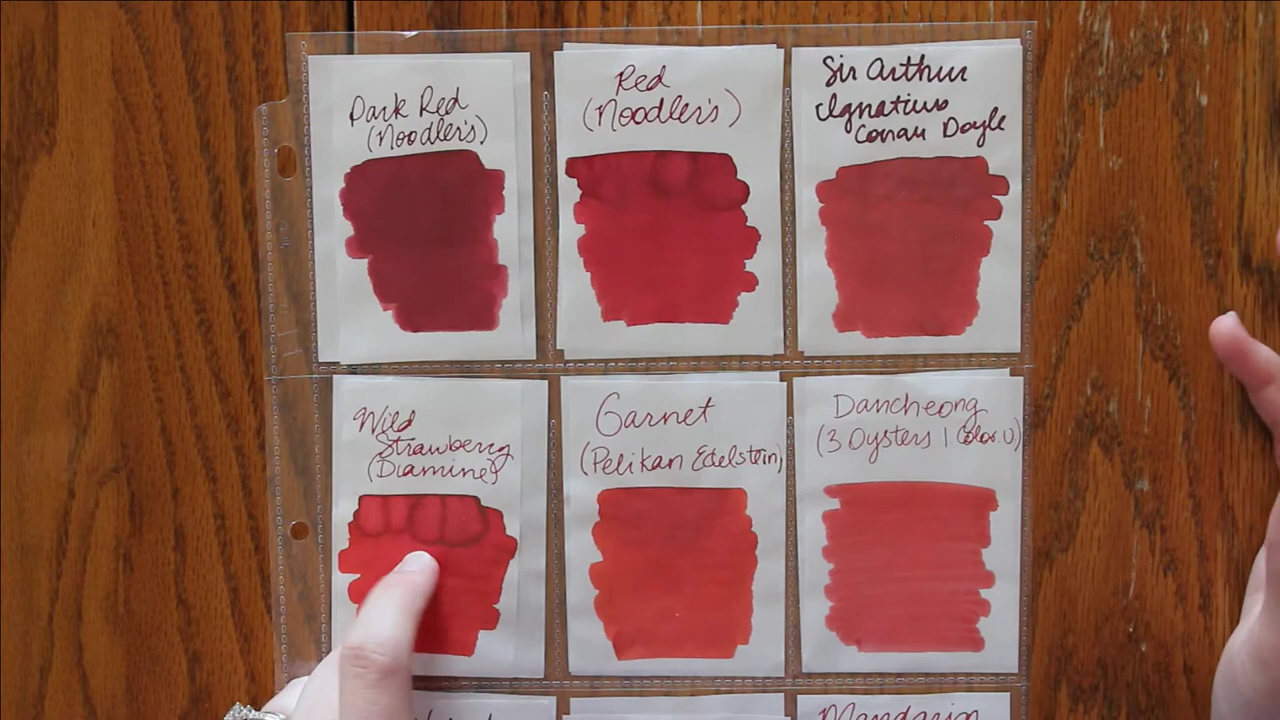 Dark Red
(Noodler's)
Red
(Noodler's)
Sir Arthur
Ignatius
Conan Doyle
Wild
Strawberry
(Diamine)
Garnet
(Pelikan Edelstein)
Dancheong
(3 Oysters | Color.U.)
Mandarin